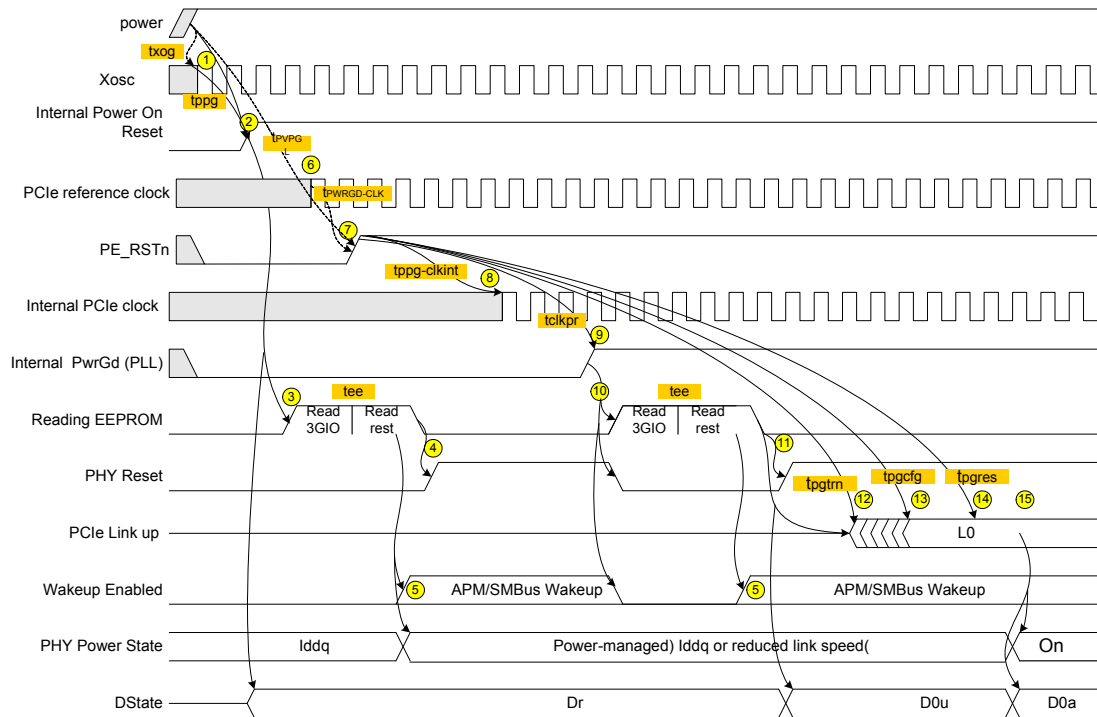 power
txog
1
Xosc
tppg
Internal Power On
Reset
2
tPVPG
L
6
PCIe reference clock
tPWRGD-CLK
7
PE_RSTn
tppg-clkint
8
Internal PCIe clock
tclkpr
9
Internal PwrGd (PLL)
3
tee
10
tee
Reading EEPROM
Read
3GIO
Read
rest
Read
3GIO
Read
rest
4
11
PHY Reset
tpgtrn
tpgcfg
tpgres
12
13
14
15
PCIe Link up
L0
Wakeup Enabled
5
APM/SMBus Wakeup
5
APM/SMBus Wakeup
PHY Power State
Iddq
Power-managed) Iddq or reduced link speed(
On
DState
Dr
D0u
D0a